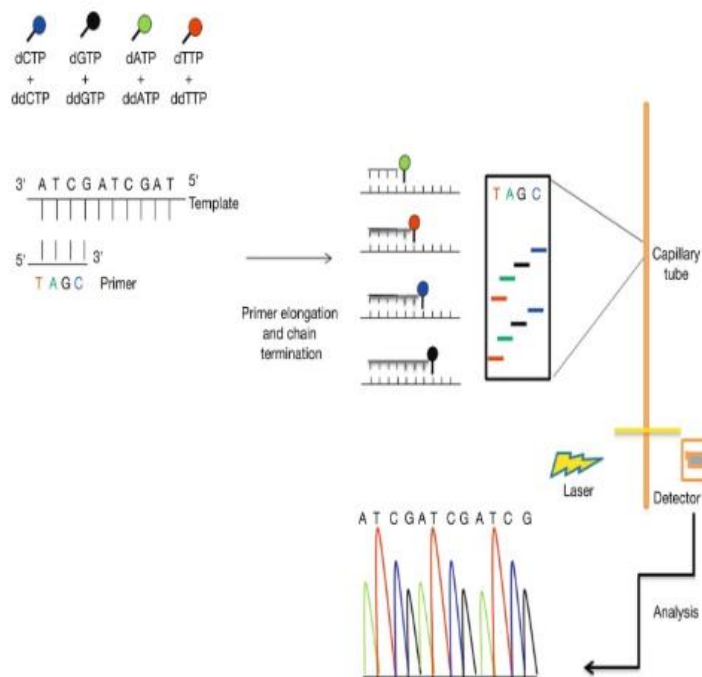 dCTP dGTP dATP dTTP
+ + + +
ddCTP ddGTP ddATP ddTTP
3' A T C G A T C G A T 5'
Template
5' 3'
T A G C Primer
Primer elongation
and chain
termination
T A G C
Capillary
tube
Laser
Detector
A T C G A T C G A T C G
Analysis